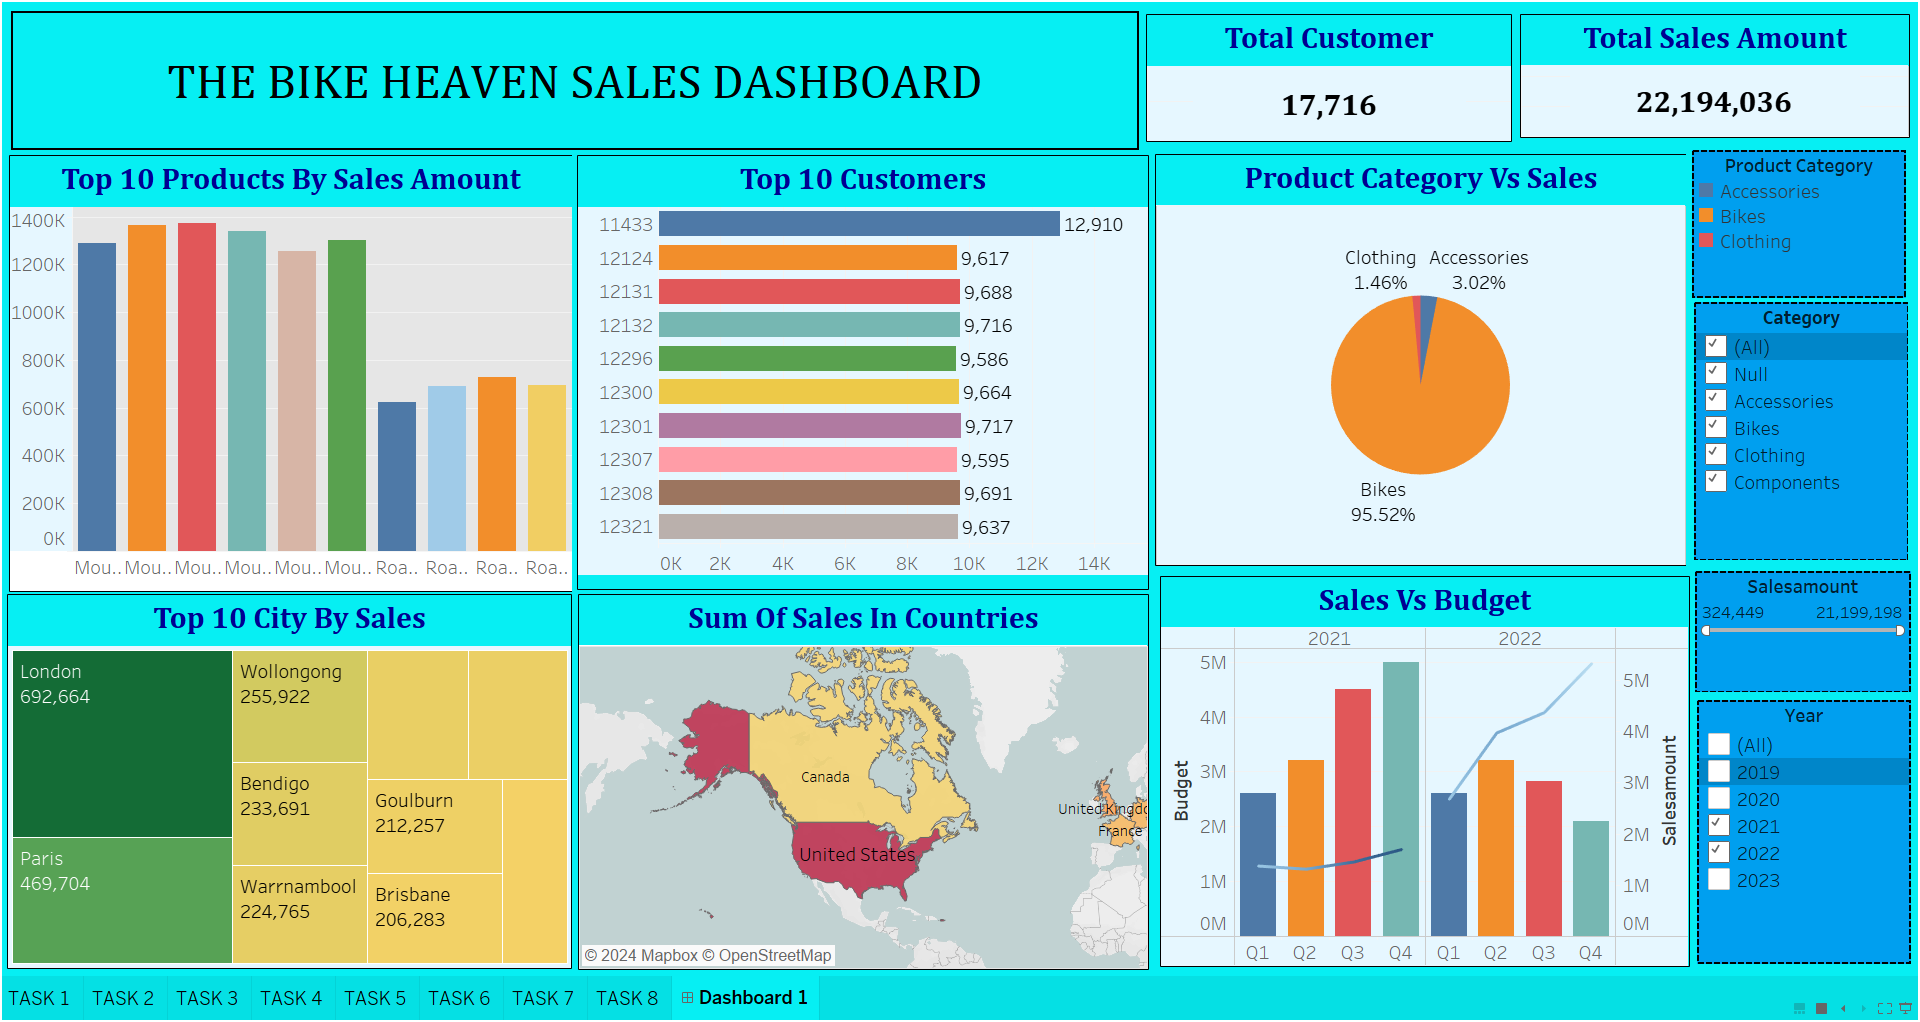 THE BIKE HEAVEN SALES DASHBOARD
Total Customer
17,716
Total Sales Amount
22,194,036
Top 10 Products By Sales Amount
1400K
1200K
1000K
800K
600K
400K
200K
0K
Mou.. Mou.. Mou.. Mou.. Mou.. Mou.. Roa.. Roa.. Roa.. Roa..
Top 10 Customers
11433 12,910
12124 9,617
12131 9,688
12132 9,716
12296 9,586
12300 9,664
12301 9,717
12307 9,595
12308 9,691
12321 9,637
0K 2K 4K 6K 8K 10K 12K 14K
Product Category Vs Sales
Clothing
1.46%
Accessories
3.02%
Bikes
95.52%
Product Category
Accessories
Bikes
Clothing
Category
(All)
Null
Accessories
Bikes
Clothing
Components
Top 10 City By Sales
London
692,664
Paris
469,704
Wollongong
255,922
Bendigo
233,691
Warrnambool
224,765
Goulburn
212,257
Brisbane
206,283
Sum Of Sales In Countries
Canada
United States
United Kingdo
France
© 2024 Mapbox © OpenStreetMap
Sales Vs Budget
2021 2022
Budget
5M
4M
3M
2M
1M
0M
Salesamount
5M
4M
3M
2M
1M
0M
Q1 Q2 Q3 Q4 Q1 Q2 Q3 Q4
Salesamount
324,449 21,199,198
Year
(All)
2019
2020
2021
2022
2023
TASK 1 TASK 2 TASK 3 TASK 4 TASK 5 TASK 6 TASK 7 TASK 8 Dashboard 1